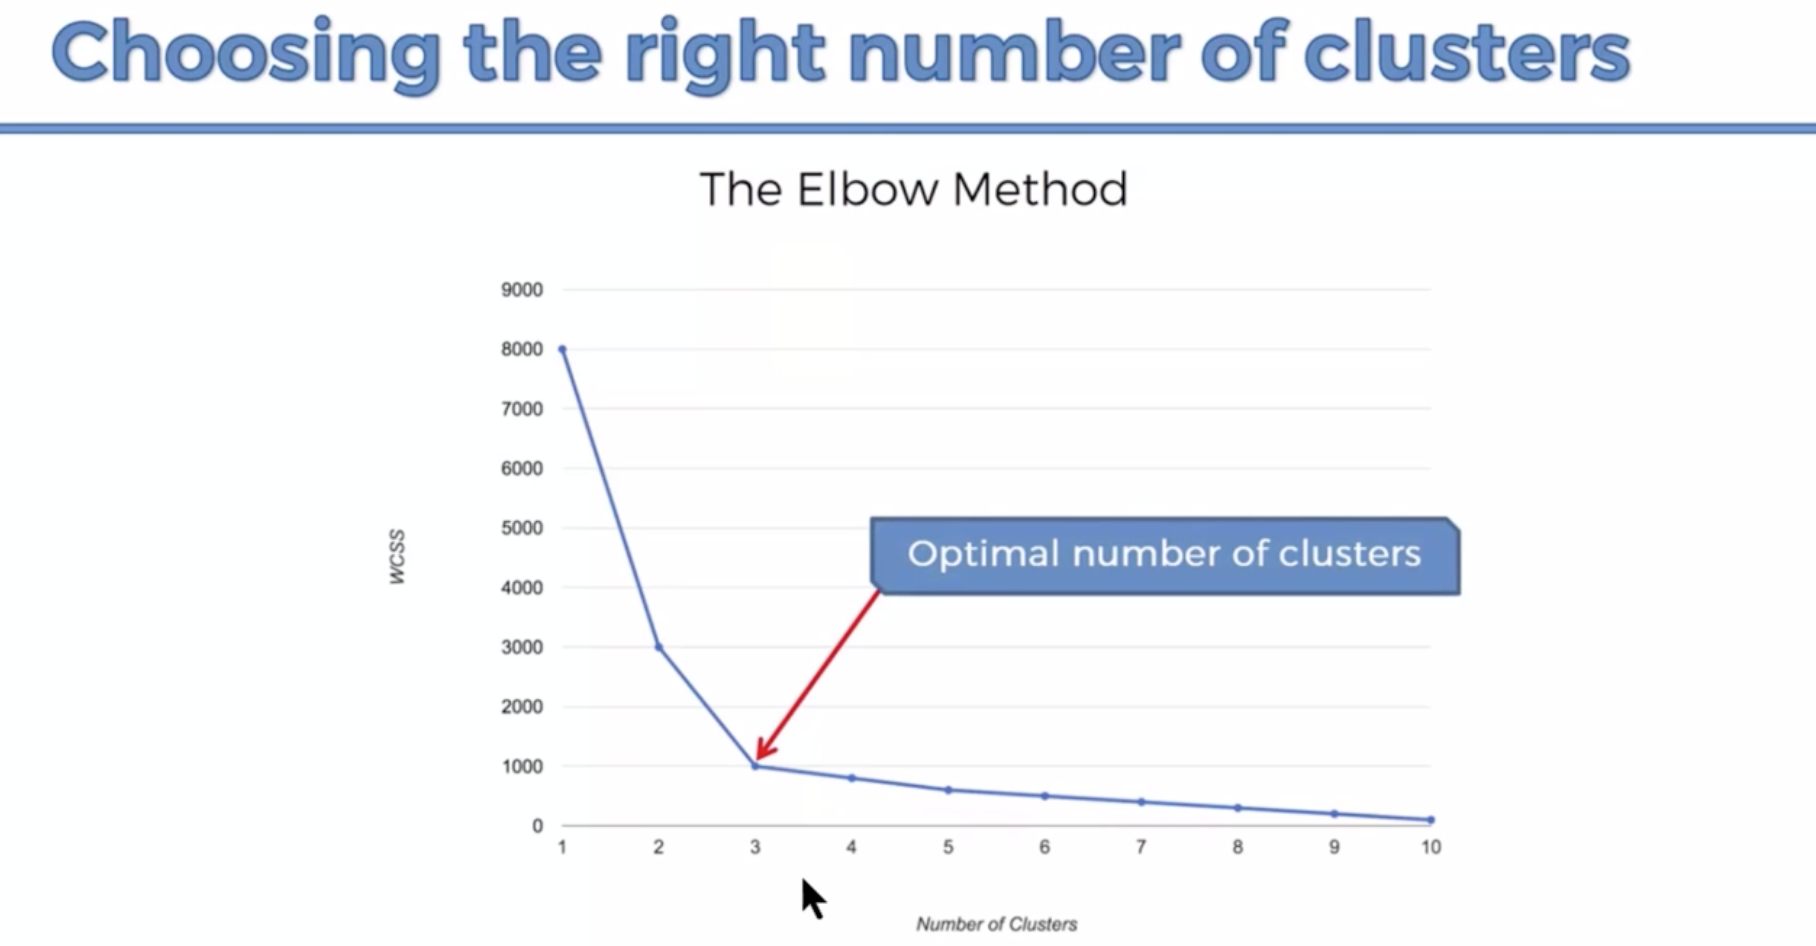 Choosing the right number of clusters
The Elbow Method
9000
8000
7000
6000
5000
4000
3000
2000
1000
0
WCSS
Optimal number of clusters
1 2 3 4 5 6 7 8 9 10
Number of Clusters